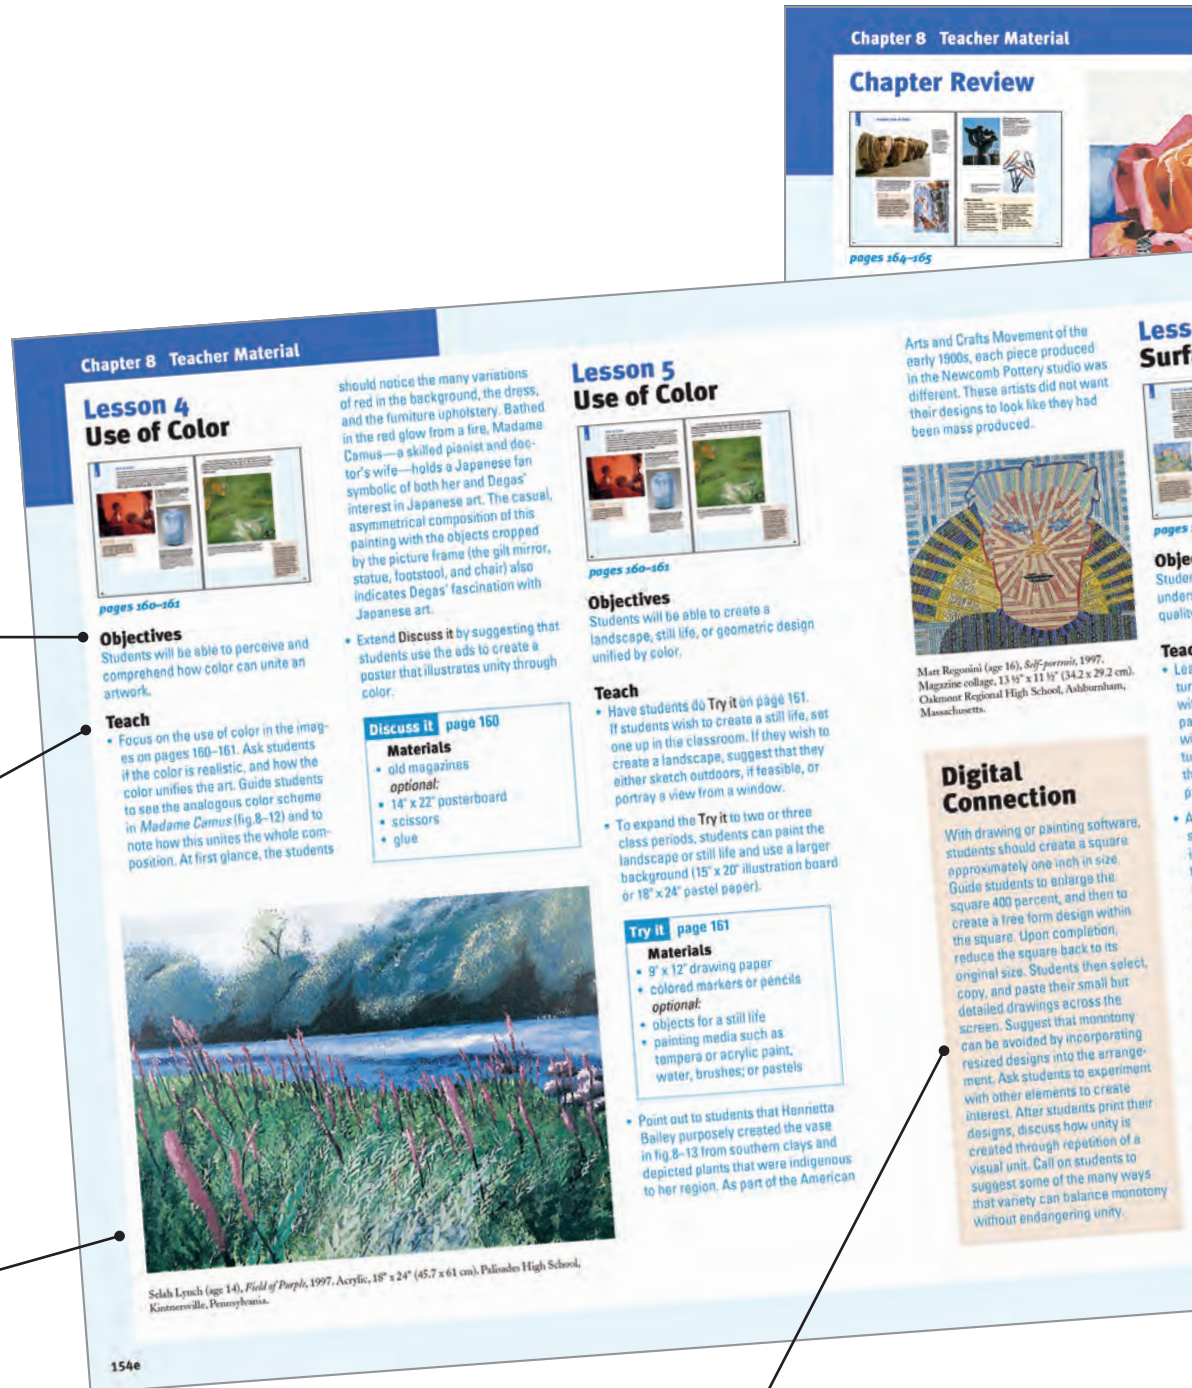 Chapter 8 Teacher Material
Chapter Review
pages 164–165
Chapter 8 Teacher Material
Lesson 4
Use of Color
pages 160–161
Objectives
Students will be able to perceive and
comprehend how color can unite an
artwork.
Teach
• Focus on the use of color in the imag-
es on pages 160–161. Ask students
if the color is realistic, and how the
color unifies the art. Guide students
to see the analogous color scheme
in Madame Camus (fig.8–12) and to
note how this unites the whole com-
position. At first glance, the students
should notice the many variations
of red in the background, the dress,
and the furniture upholstery. Bathed
in the red glow from a fire, Madame
Camus—a skilled pianist and doc-
tor's wife—holds a Japanese fan
symbolic of both her and Degas'
interest in Japanese art. The casual,
asymmetrical composition of this
painting with the objects cropped
by the picture frame (the gilt mirror,
statue, footstool, and chair) also
indicates Degas' fascination with
Japanese art.
• Extend Discuss it by suggesting that
students use the ads to create a
poster that illustrates unity through
color.
Discuss it page 160
Materials
• old magazines
optional:
• 14" x 22" posterboard
• scissors
• glue
Selah Lynch (age 14), Field of Purple, 1997. Acrylic, 18" x 24" (45.7 x 61 cm). Palisades High School,
Kintnersville, Pennsylvania.
154e
Lesson 5
Use of Color
pages 160–161
Objectives
Students will be able to create a
landscape, still life, or geometric design
unified by color.
Teach
• Have students do Try it on page 161.
If students wish to create a still life, set
one up in the classroom. If they wish to
create a landscape, suggest that they
either sketch outdoors, if feasible, or
portray a view from a window.
• To expand the Try it to two or three
class periods, students can paint the
landscape or still life and use a larger
background (15" x 20" illustration board
or 18" x 24" pastel paper).
Try it page 161
Materials
• 9" x 12" drawing paper
• colored markers or pencils
optional:
• objects for a still life
• painting media such as
tempera or acrylic paint,
water, brushes; or pastels
• Point out to students that Henrietta
Bailey purposely created the vase
in fig.8–13 from southern clays and
depicted plants that were indigenous
to her region. As part of the American
Arts and Crafts Movement of the
early 1900s, each piece produced
in the Newcomb Pottery studio was
different. These artists did not want
their designs to look like they had
been mass produced.
Matt Regonini (age 16), Self-portrait, 1997.
Magazine collage, 13 ½" x 11 ½" (34.2 x 29.2 cm).
Oakmont Regional High School, Ashburnham,
Massachusetts.
Digital
Connection
With drawing or painting software,
students should create a square
approximately one inch in size.
Guide students to enlarge the
square 400 percent, and then to
create a free form design within
the square. Upon completion,
reduce the square back to its
original size. Students then select,
copy, and paste their small but
detailed drawings across the
screen. Suggest that monotony
can be avoided by incorporating
resized designs into the arrange-
ment. Ask students to experiment
with other elements to create
interest. After students print their
designs, discuss how unity is
created through repetition of a
visual unit. Call on students to
suggest some of the many ways
that variety can balance monotony
without endangering unity.
Less
Surf
pages
Obje
Studen
under
qualit
Teac
• Lea
tur
wi
pa
wi
tu
th
p
• A
s